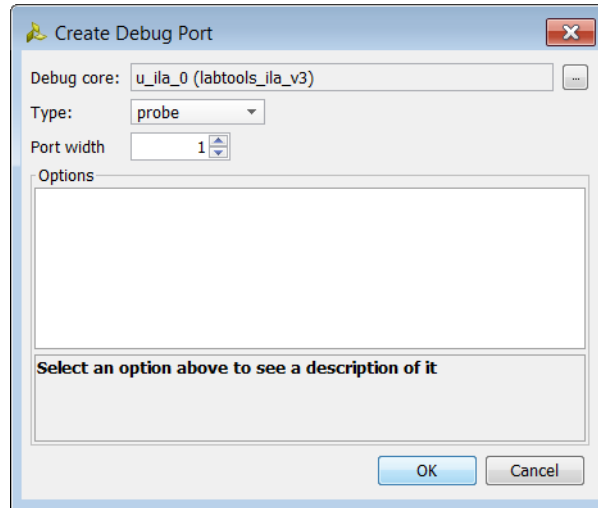 Create Debug Port
Debug core: u_ila_0 (labtools_ila_v3) ...
Type: probe
Port width 1
Options
Select an option above to see a description of it
OK Cancel